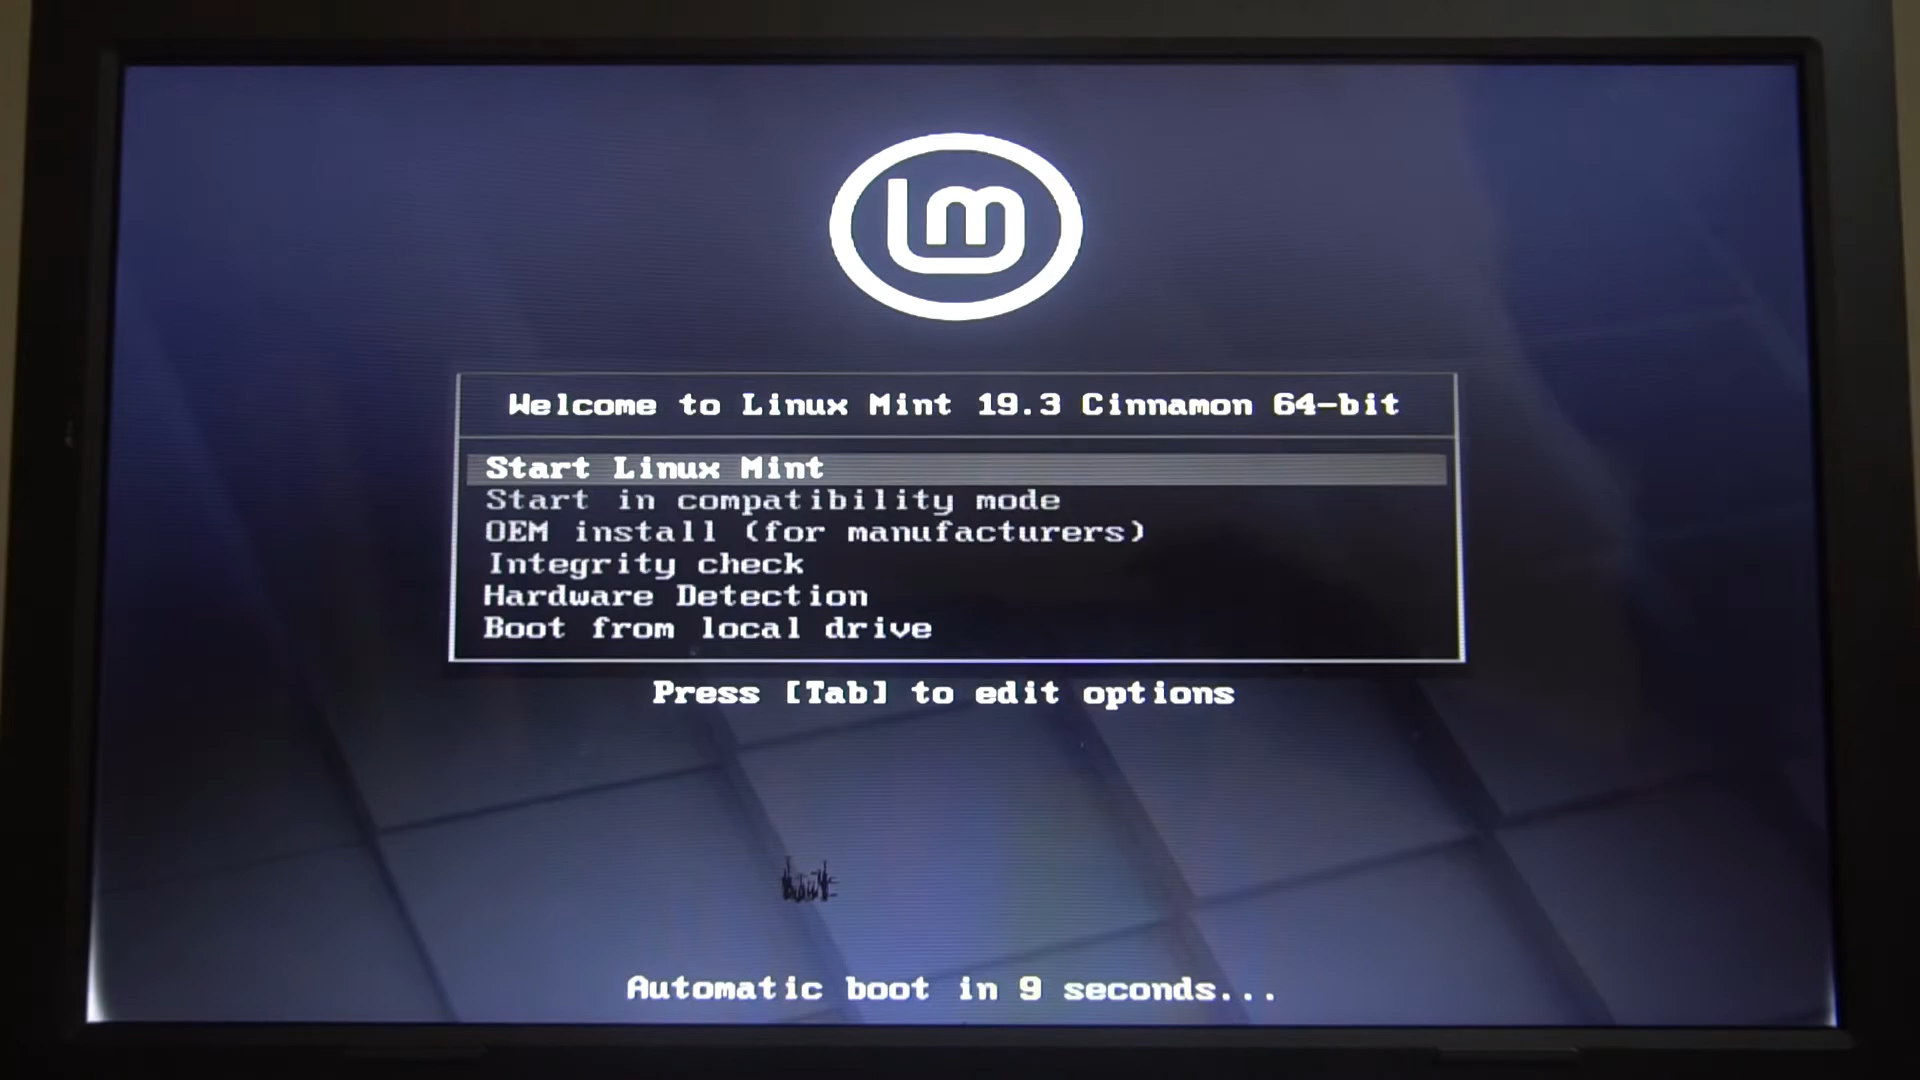 lm
Welcome to Linux Mint 19.3 Cinnamon 64-bit
Start Linux Mint
Start in compatibility mode
OEM install (for manufacturers)
Integrity check
Hardware Detection
Boot from local drive
Press [Tab] to edit options
Automatic boot in 9 seconds...